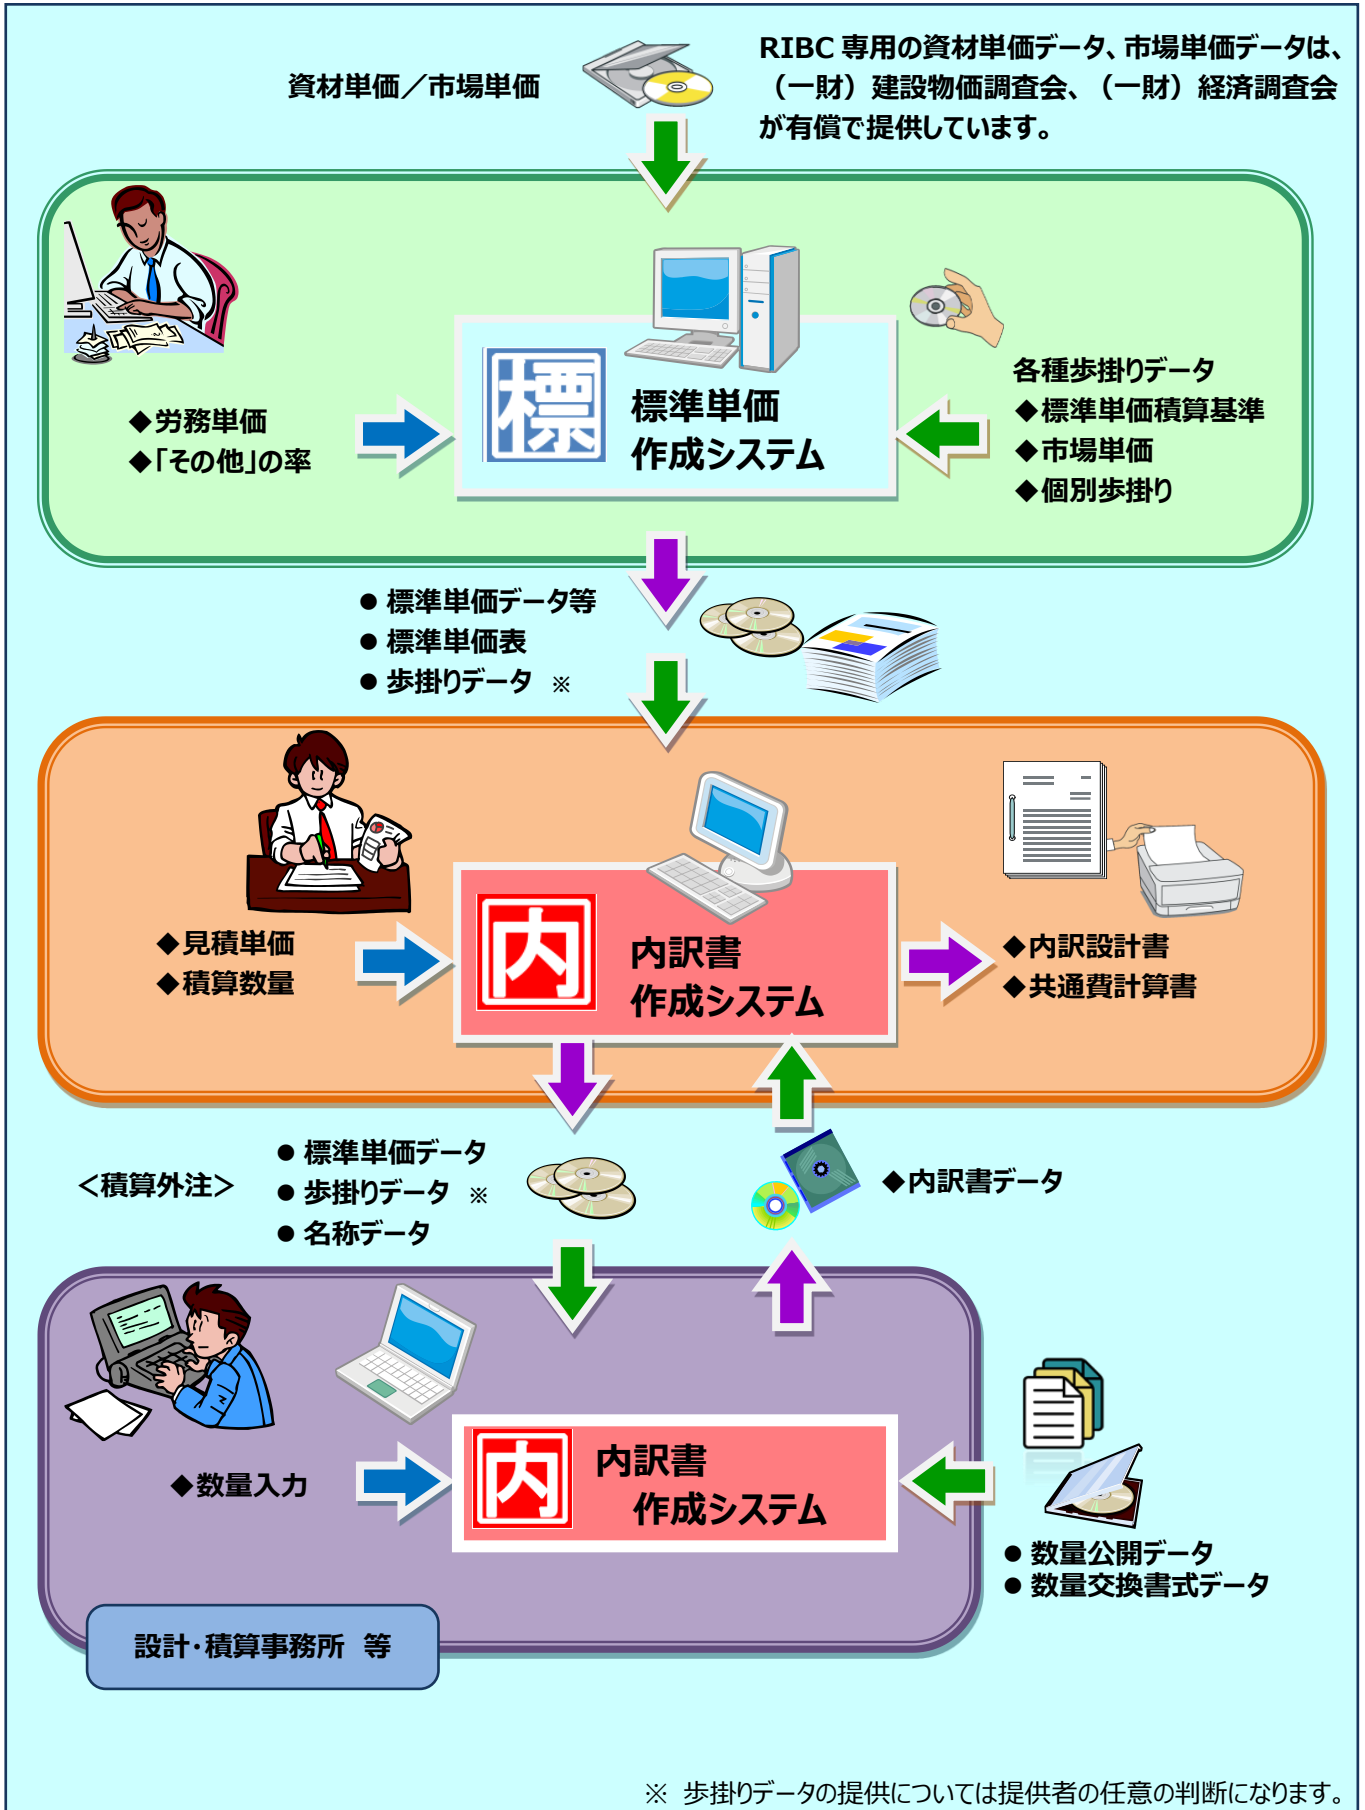 資材単価／市場単価
RIBC 専用の資材単価データ、市場単価データは、
（一財）建設物価調査会、（一財）経済調査会
が有償で提供しています。
標
標準単価
作成システム
◆労務単価
◆「その他」の率
各種歩掛りデータ
◆標準単価積算基準
◆市場単価
◆個別歩掛り
● 標準単価データ等
● 標準単価表
● 歩掛りデータ ※
◆見積単価
◆積算数量
内
内訳書
作成システム
◆内訳設計書
◆共通費計算書
＜積算外注＞
● 標準単価データ
● 歩掛りデータ ※
● 名称データ
◆内訳書データ
◆数量入力
内
内訳書
作成システム
● 数量公開データ
● 数量交換書式データ
設計・積算事務所 等
※ 歩掛りデータの提供については提供者の任意の判断になります。